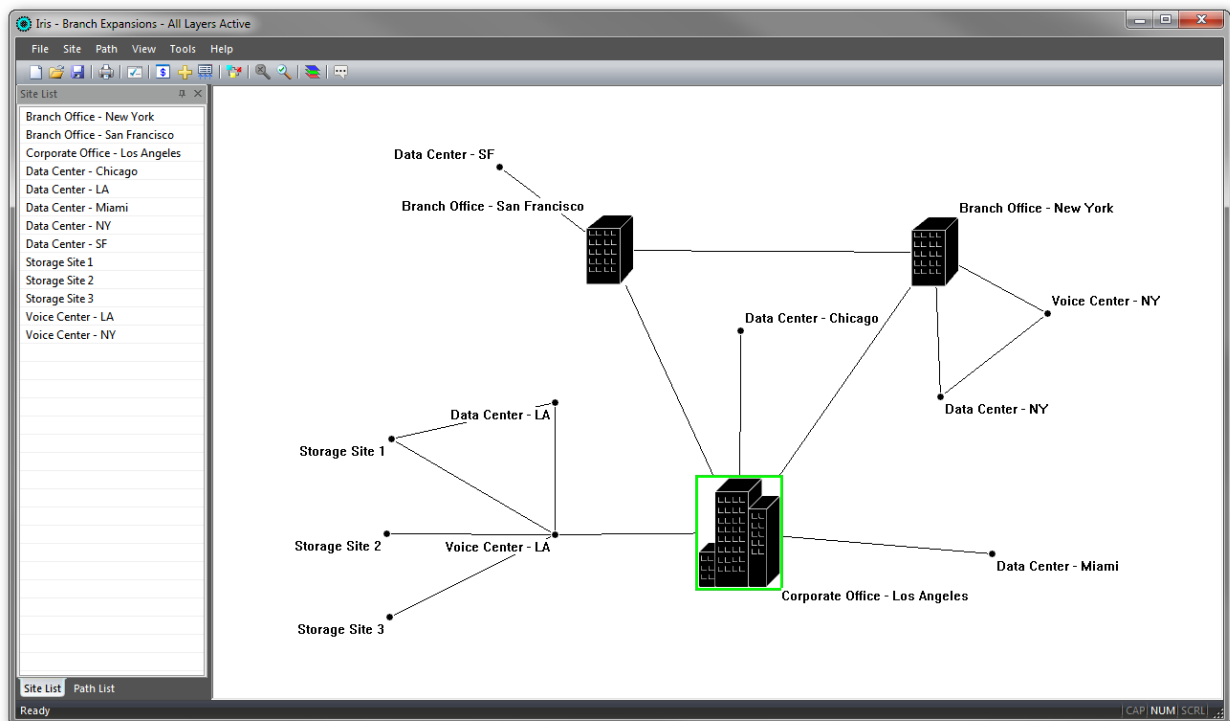 Iris - Branch Expansions - All Layers Active
File Site Path View Tools Help
Site List
Branch Office - New York
Branch Office - San Francisco
Corporate Office - Los Angeles
Data Center - Chicago
Data Center - LA
Data Center - Miami
Data Center - NY
Data Center - SF
Storage Site 1
Storage Site 2
Storage Site 3
Voice Center - LA
Voice Center - NY
Data Center - SF
Branch Office - San Francisco
Branch Office - New York
Voice Center - NY
Data Center - Chicago
Data Center - NY
Data Center - LA
Storage Site 1
Storage Site 2
Voice Center - LA
Data Center - Miami
Corporate Office - Los Angeles
Storage Site 3
Site List Path List
Ready CAP NUM SCRL